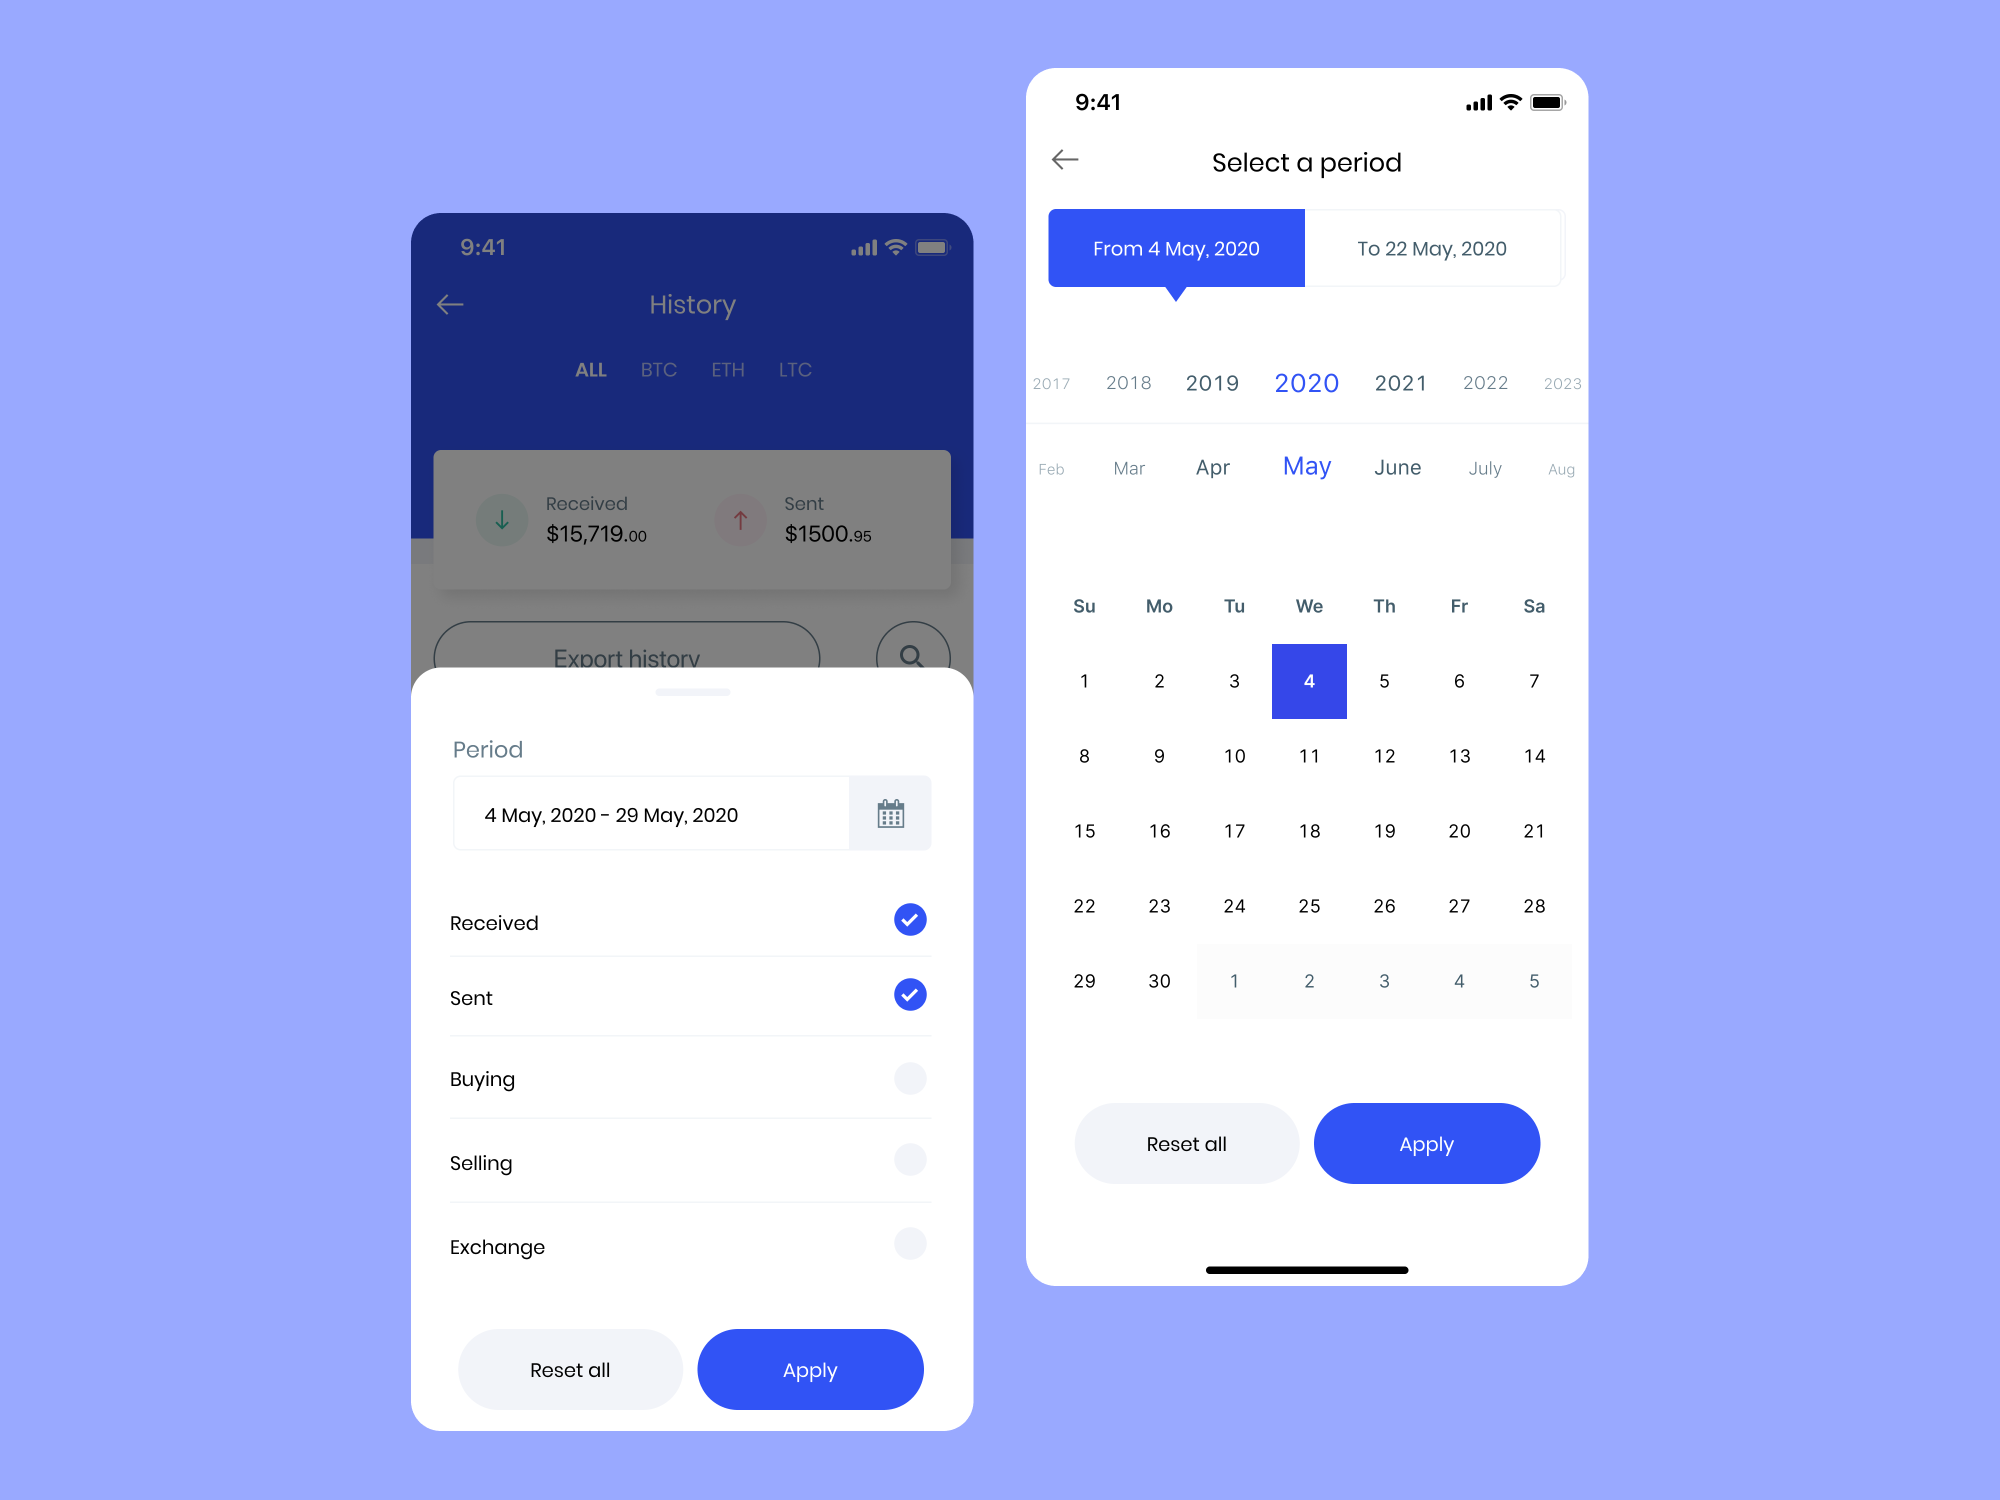 9:41
History
ALL BTC ETH LTC
Received
$15,719.00
Sent
$1500.95
Export history
Period
4 May, 2020 - 29 May, 2020
Received
Sent
Buying
Selling
Exchange
Reset all
Apply
9:41
Select a period
From 4 May, 2020
To 22 May, 2020
2017 2018 2019 2020 2021 2022 2023
Feb Mar Apr May June July Aug
Su Mo Tu We Th Fr Sa
1 2 3 4 5 6 7
8 9 10 11 12 13 14
15 16 17 18 19 20 21
22 23 24 25 26 27 28
29 30 1 2 3 4 5
Reset all
Apply